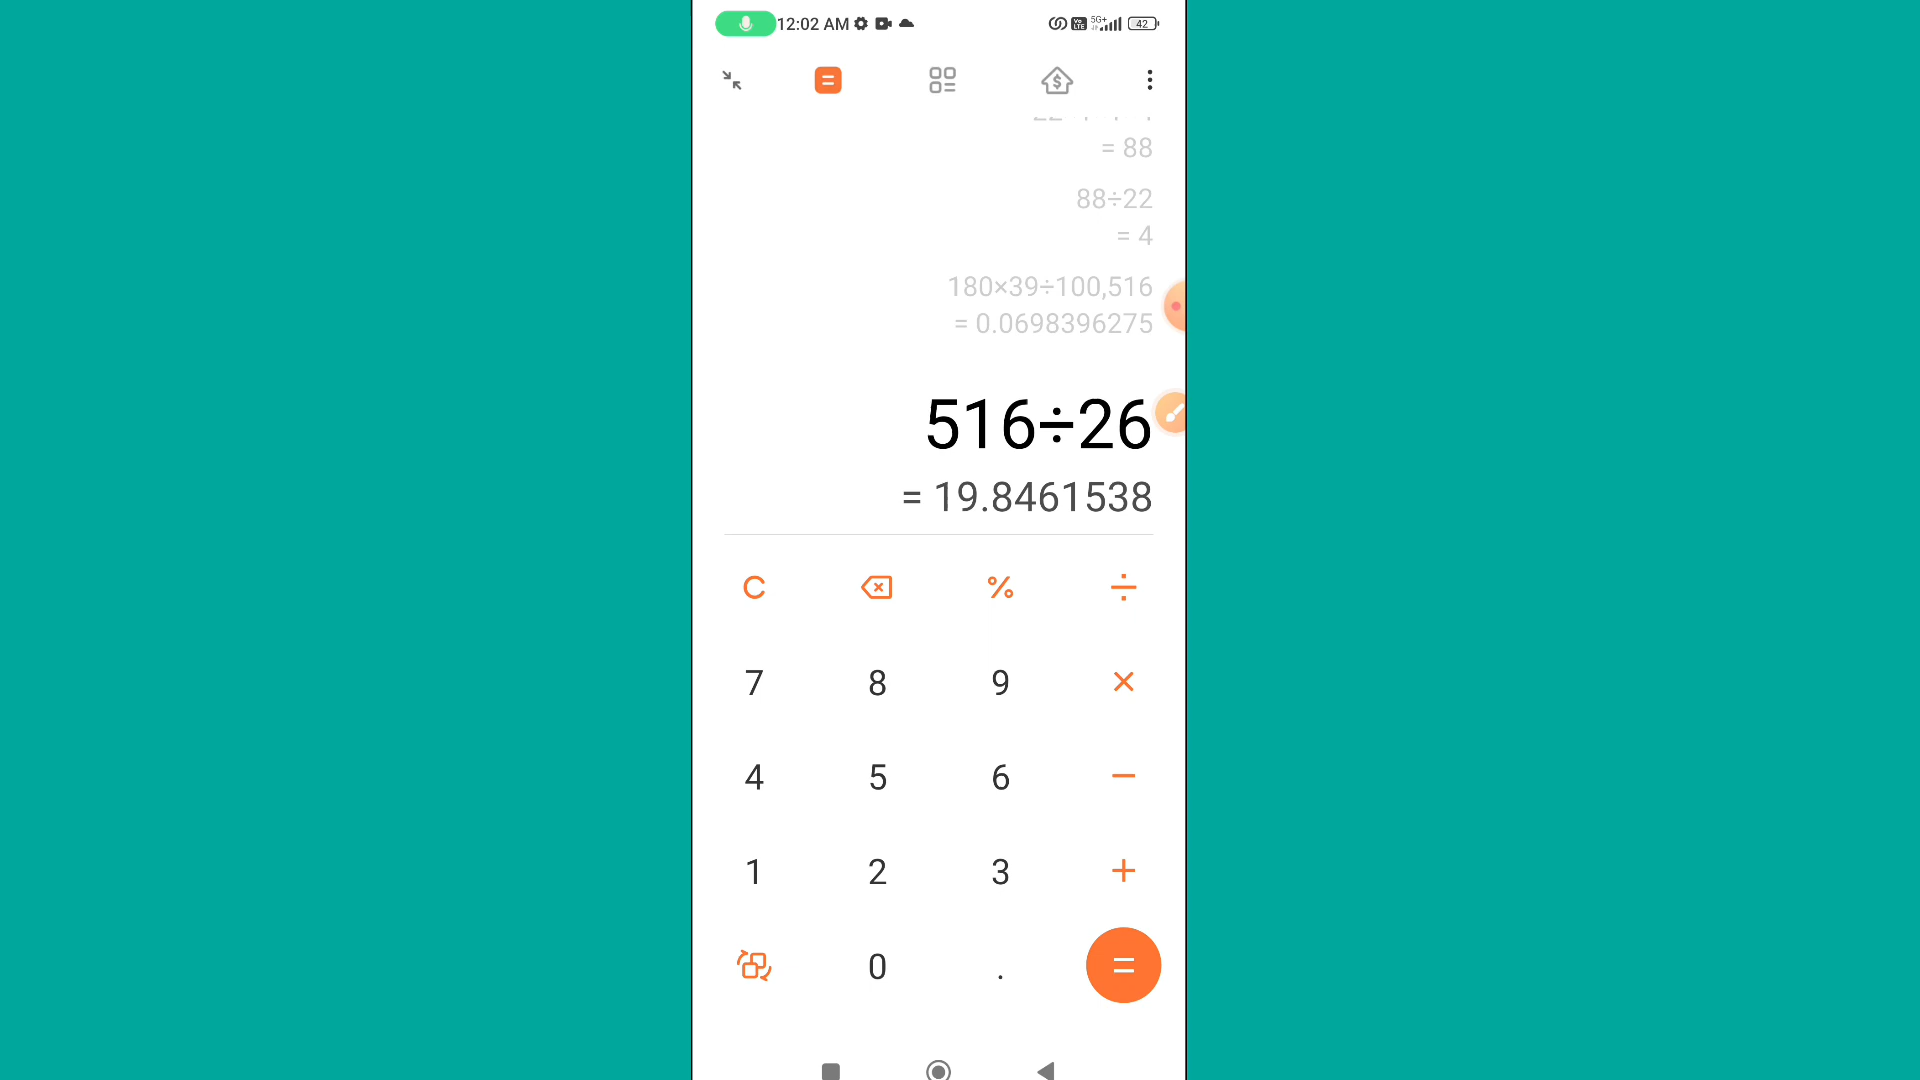 12:02 AM 5G+ 42
= 88
88÷22
= 4
180×39÷100,516
= 0.0698396275
516÷26
= 19.8461538
C % ÷
7 8 9 ×
4 5 6 −
1 2 3 +
0 . =